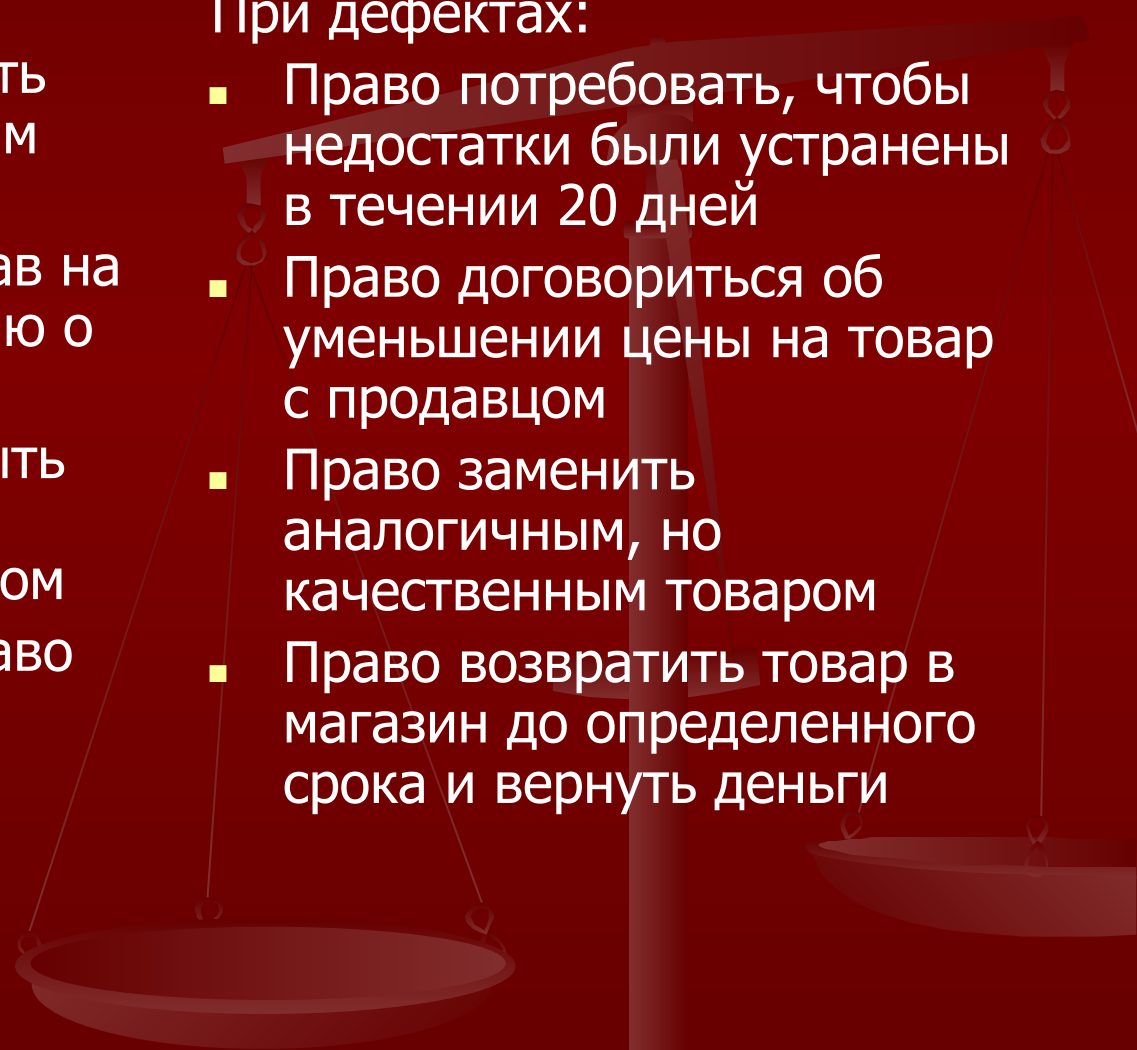 При дефектах:
Право потребовать, чтобы
недостатки были устранены
в течении 20 дней
Право договориться об
уменьшении цены на товар
с продавцом
Право заменить
аналогичным, но
качественным товаром
Право возвратить товар в
магазин до определенного
срока и вернуть деньги
на
о